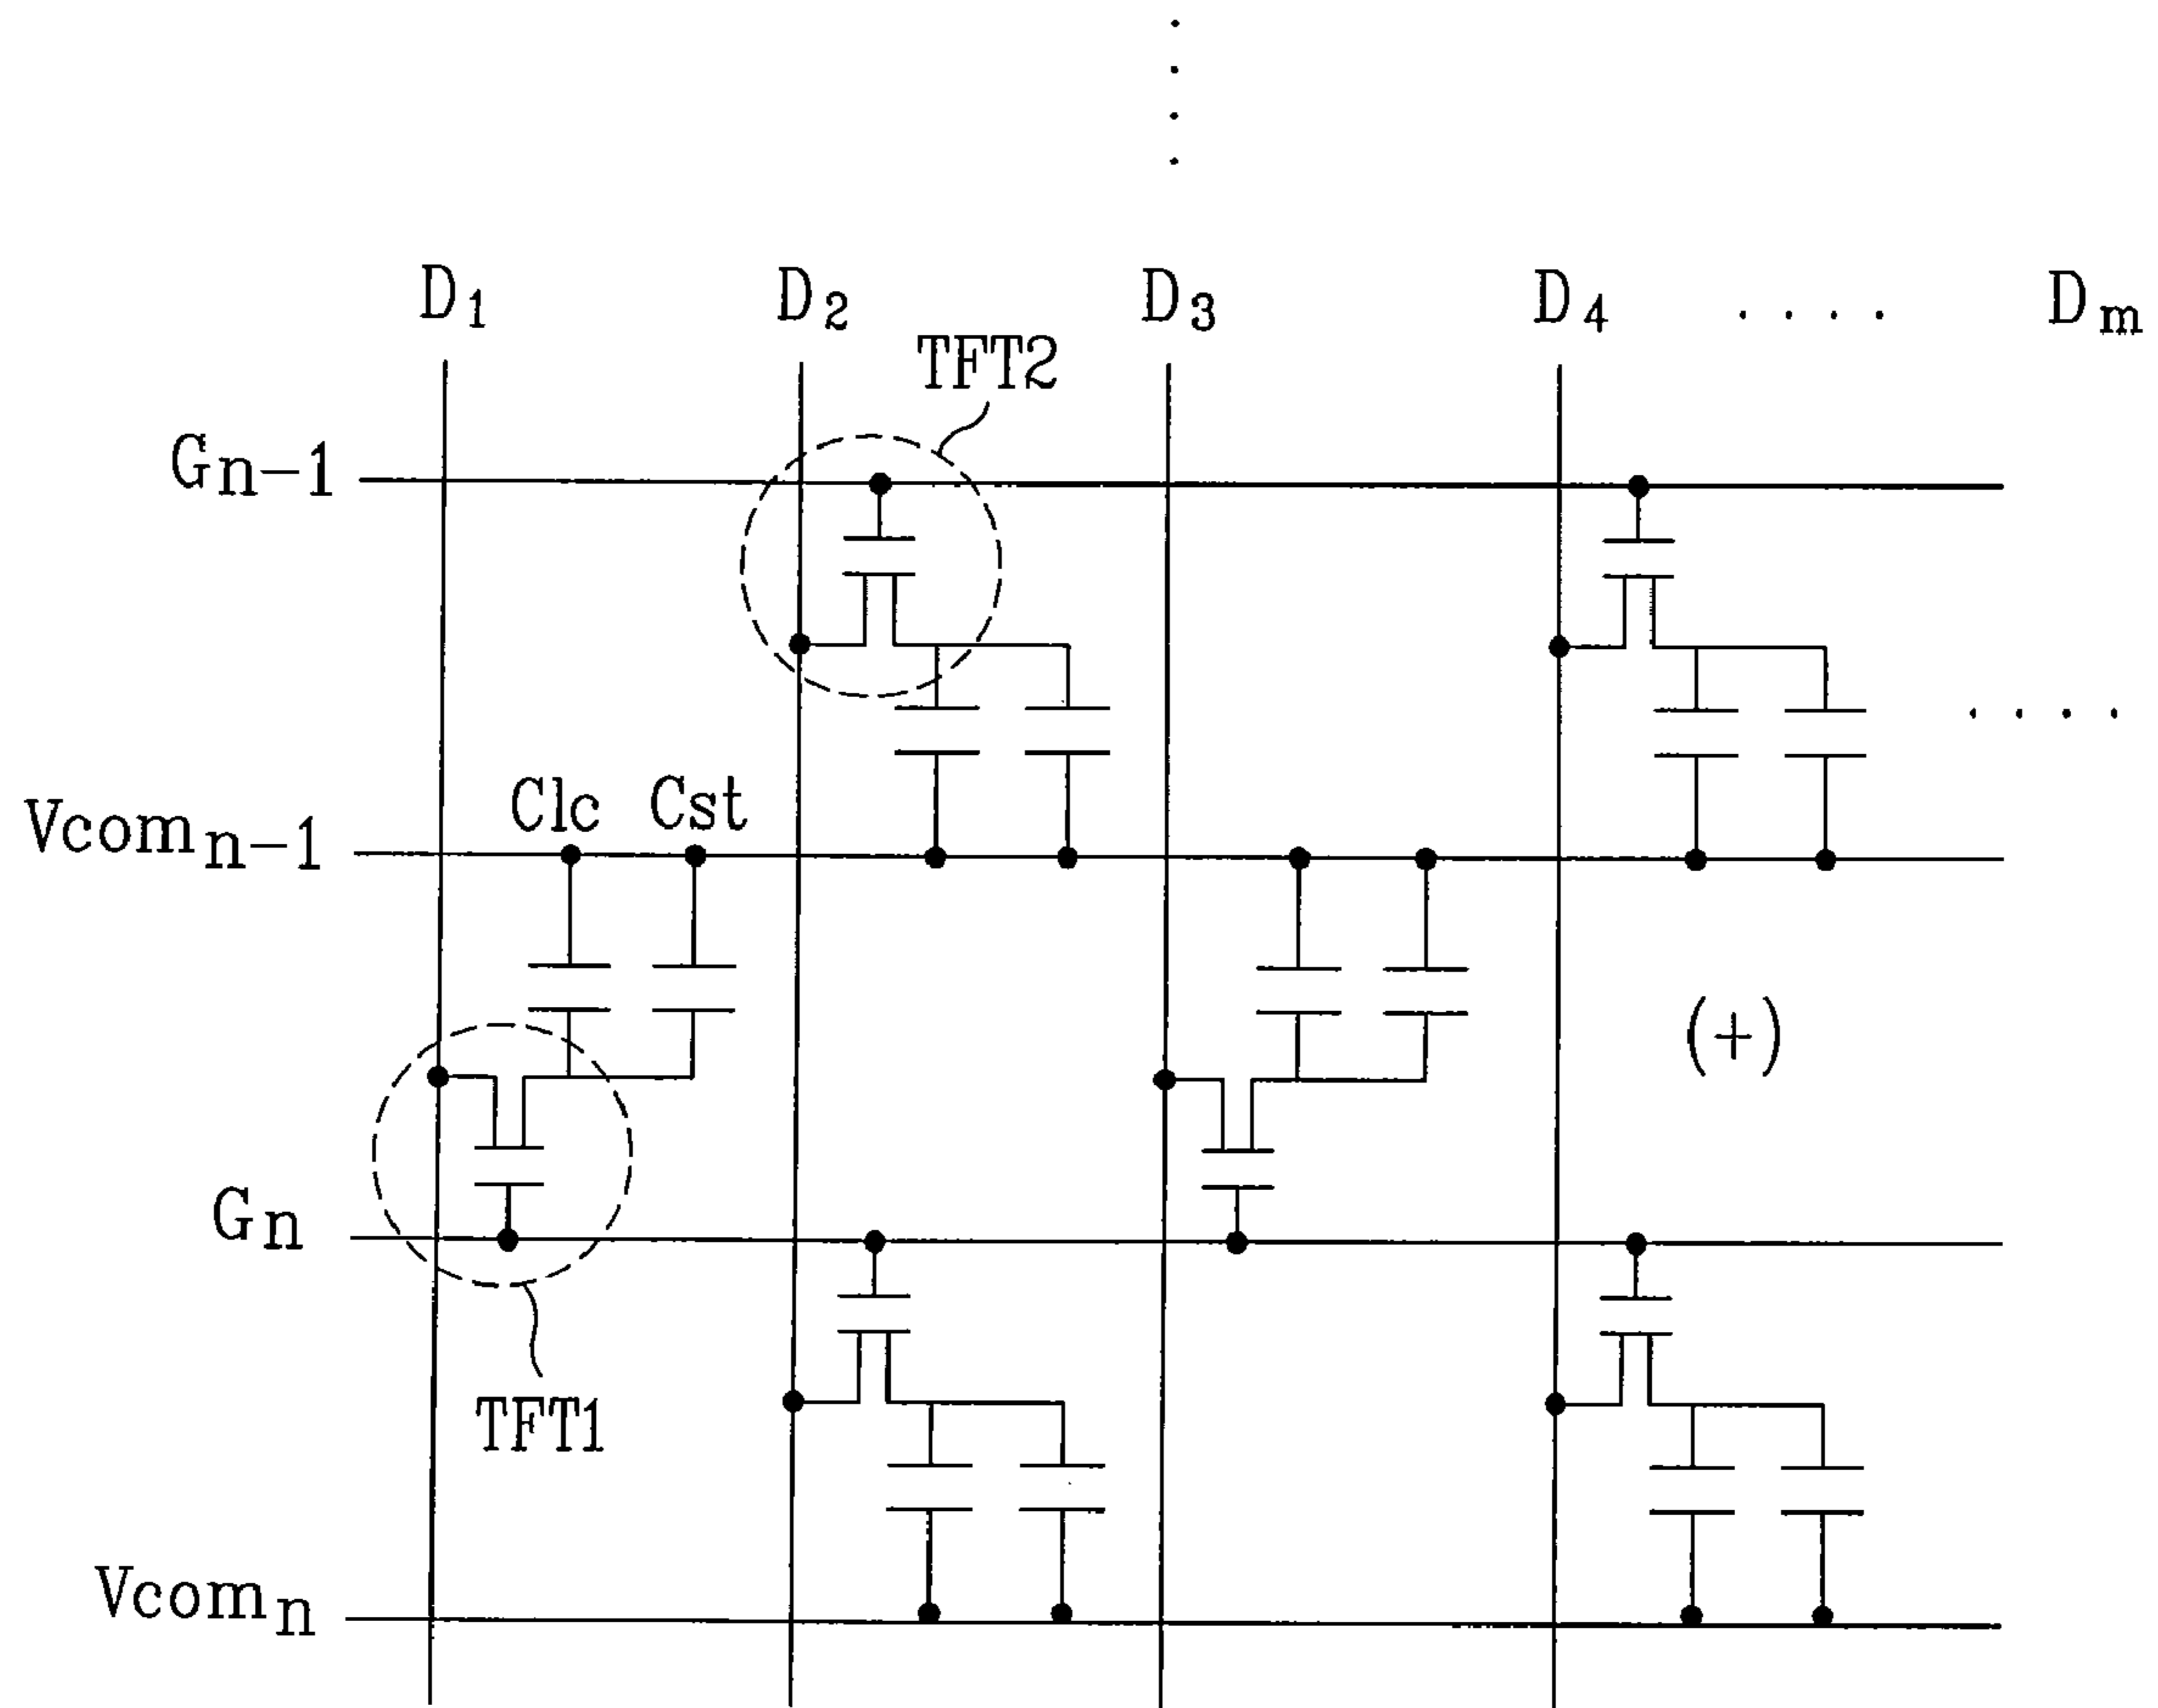 D1 D2 D3 D4 . . . . Dm
TFT2
Gn-1
. . . .
Clc Cst
Vcomn-1
(+)
Gn
TFT1
Vcomn